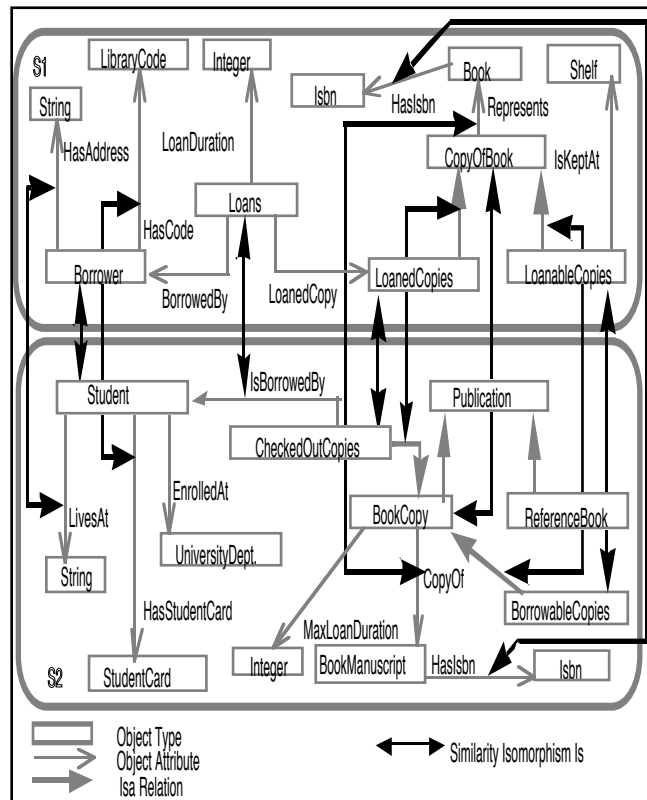 S1
LibraryCode
Integer
Book
Shelf
Isbn
HasIsbn
String
Represents
HasAddress
LoanDuration
CopyOfBook
IsKeptAt
Loans
HasCode
Borrower
LoanedCopies
LoanableCopies
BorrowedBy
LoanedCopy
IsBorrowedBy
Student
Publication
CheckedOutCopies
EnrolledAt
LivesAt
BookCopy
ReferenceBook
UniversityDept.
String
CopyOf
BorrowableCopies
HasStudentCard
MaxLoanDuration
Integer
BookManuscript
HasIsbn
Isbn
StudentCard
S2
Object Type
Object Attribute
Isa Relation
Similarity Isomorphism Is